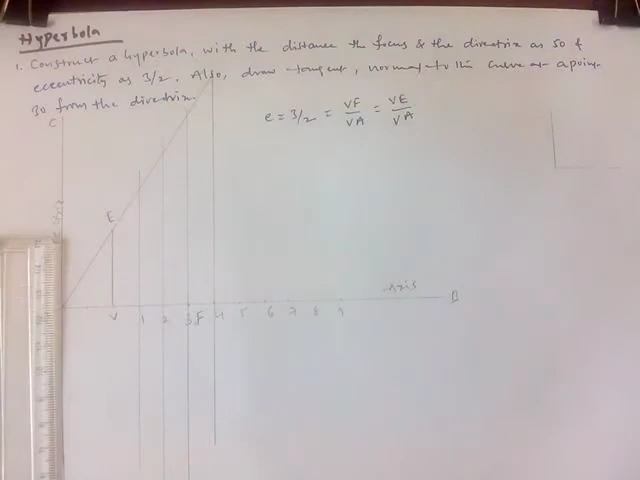 Hyperbola
1. Construct a hyperbola, with the distance the focus & the directrix as 50 &
eccentricity as 3/2. Also, draw tangent, normal to the curve at a point
30 from the directrix.
e = 3/2 = VF/VA = VE/VA
C
E
Axis
B
V 1 2 3 F 4 5 6 7 8 9